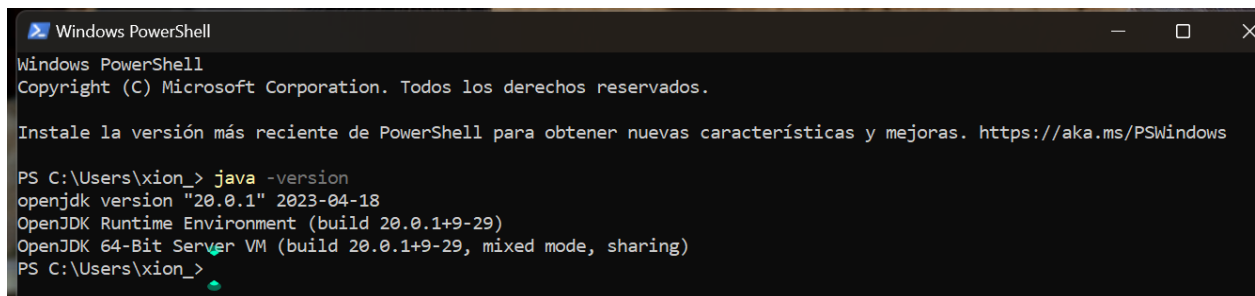 Windows PowerShell
Windows PowerShell
Copyright (C) Microsoft Corporation. Todos los derechos reservados.
Instale la versión más reciente de PowerShell para obtener nuevas características y mejoras. https://aka.ms/PSWindows
PS C:\Users\xion_> java -version
openjdk version "20.0.1" 2023-04-18
OpenJDK Runtime Environment (build 20.0.1+9-29)
OpenJDK 64-Bit Server VM (build 20.0.1+9-29, mixed mode, sharing)
PS C:\Users\xion_>